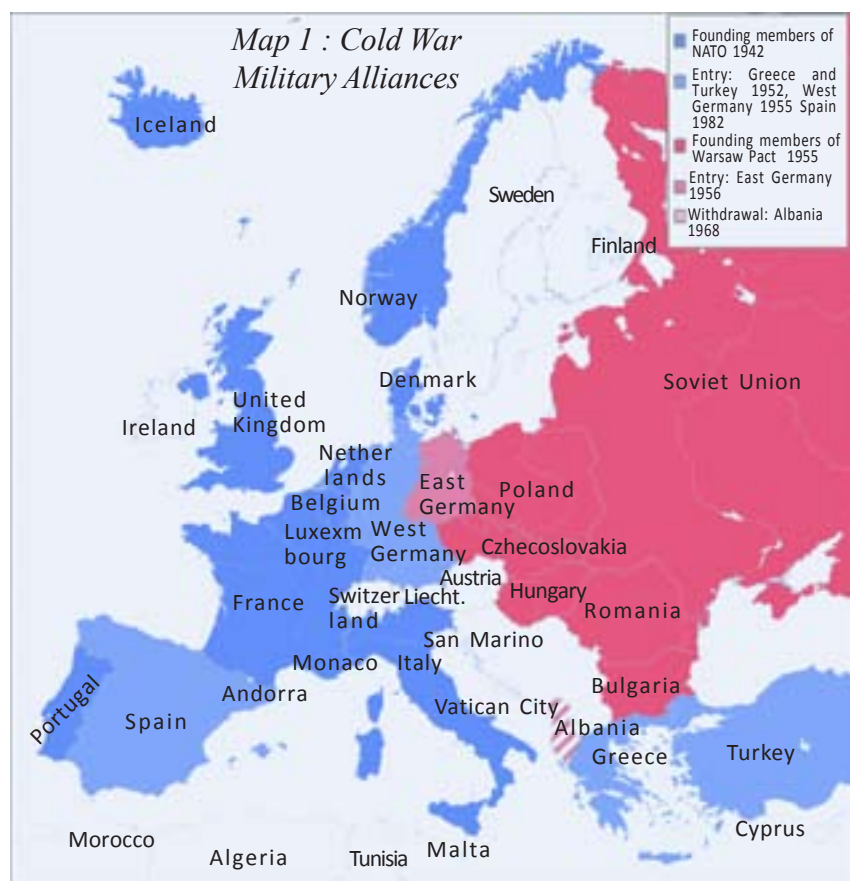 Map 1 : Cold War
Military Alliances
Founding members of
NATO 1942
Entry: Greece and
Turkey 1952, West
Germany 1955 Spain
1982
Founding members of
Warsaw Pact 1955
Entry: East Germany
1956
Withdrawal: Albania
1968
Iceland
Sweden
Finland
Norway
Denmark
Soviet Union
United
Kingdom
Ireland
Nether
lands
Belgium
East
Germany
Poland
Luxexm
bourg
West
Germany
Czhecoslovakia
Austria
Switzer
land
Liecht.
Hungary
France
Romania
San Marino
Monaco
Italy
Bulgaria
Andorra
Portugal
Spain
Vatican City
Albania
Greece
Turkey
Cyprus
Morocco
Algeria
Tunisia
Malta